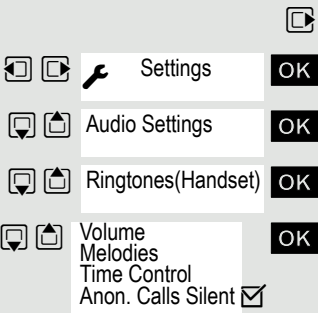 Settings OK
Audio Settings OK
Ringtones(Handset) OK
Volume OK
Melodies
Time Control
Anon. Calls Silent